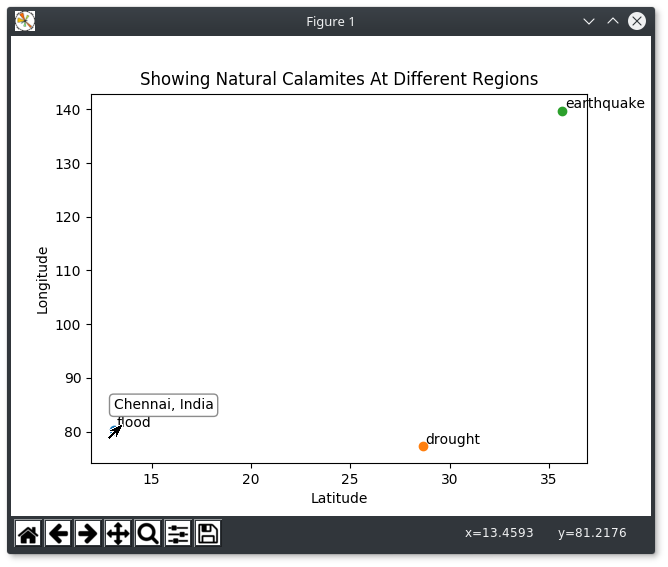 Figure 1
Showing Natural Calamites At Different Regions
140
130
120
110
100
90
80
Longitude
earthquake
Chennai, India
flood
drought
15
20
25
30
35
Latitude
x=13.4593 y=81.2176